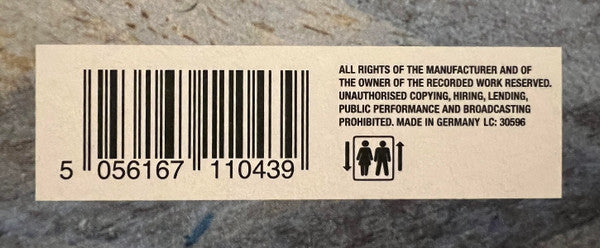 ALL RIGHTS OF THE MANUFACTURER AND OF
THE OWNER OF THE RECORDED WORK RESERVED.
UNAUTHORISED COPYING, HIRING, LENDING,
PUBLIC PERFORMANCE AND BROADCASTING
PROHIBITED. MADE IN GERMANY LC: 30596
5 056167 110439